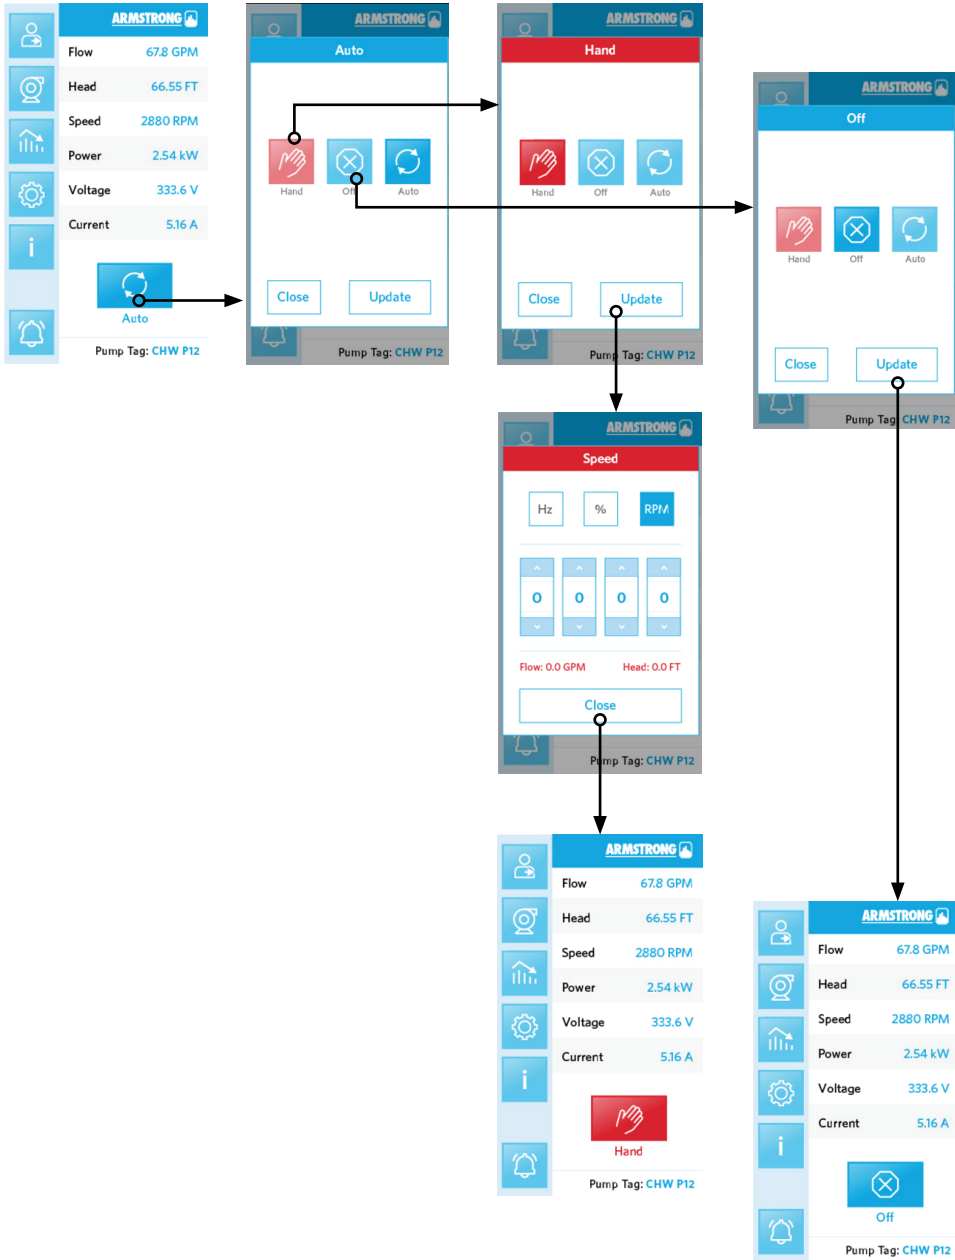 ARMSTRONG
Flow 67.8 GPM
Head 66.55 FT
Speed 2880 RPM
Power 2.54 kW
Voltage 333.6 V
Current 5.16 A
i
Auto
Pump Tag: CHW P12
ARMSTRONG
Auto
Hand Off Auto
Close Update
Pump Tag: CHW P12
ARMSTRONG
Hand
Hand Off Auto
Close Update
Pump Tag: CHW P12
ARMSTRONG
Off
Hand Off Auto
Close Update
Pump Tag: CHW P12
ARMSTRONG
Speed
Hz % RPM
0 0 0 0
Flow: 0.0 GPM Head: 0.0 FT
Close
Pump Tag: CHW P12
ARMSTRONG
Flow 67.8 GPM
Head 66.55 FT
Speed 2880 RPM
Power 2.54 kW
Voltage 333.6 V
Current 5.16 A
i
Hand
Pump Tag: CHW P12
ARMSTRONG
Flow 67.8 GPM
Head 66.55 FT
Speed 2880 RPM
Power 2.54 kW
Voltage 333.6 V
Current 5.16 A
i
Off
Pump Tag: CHW P12